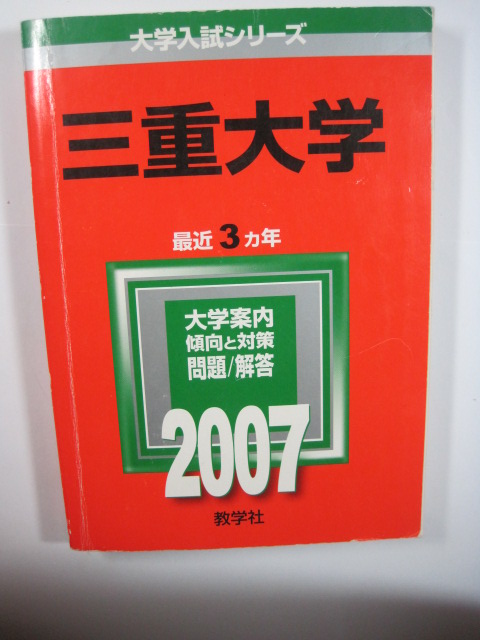 大学入試シリーズ
三重大学
最近3ヵ年
大学案内
傾向と対策
問題/解答
2007
教学社